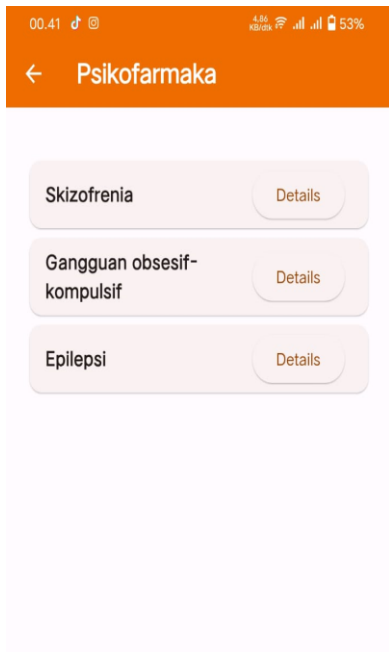 00.41 4,86 KB/dtk 53%
Psikofarmaka
Skizofrenia Details
Gangguan obsesif-
kompulsif Details
Epilepsi Details